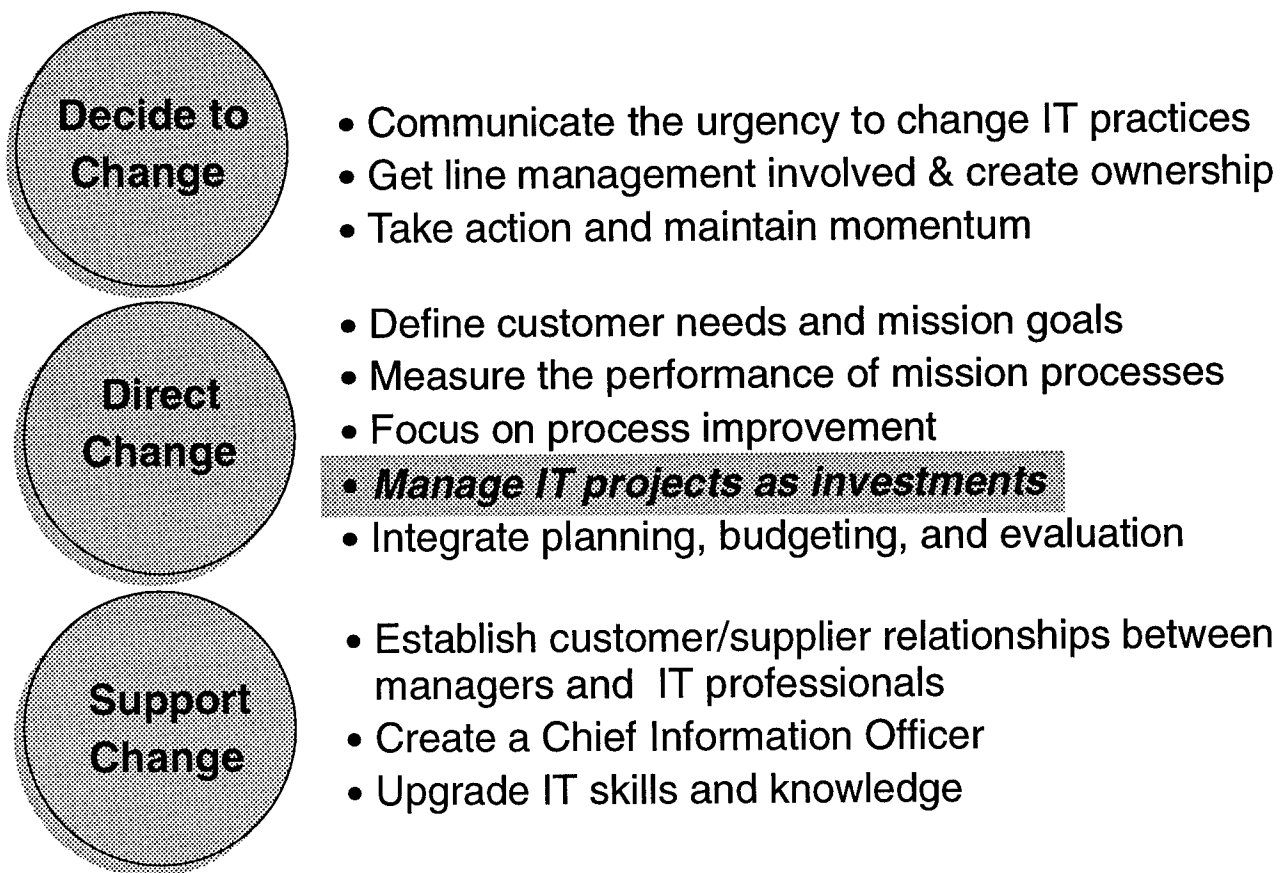 Decide to
Change
• Communicate the urgency to change IT practices
• Get line management involved & create ownership
• Take action and maintain momentum
Direct
Change
• Define customer needs and mission goals
• Measure the performance of mission processes
• Focus on process improvement
• Manage IT projects as investments
• Integrate planning, budgeting, and evaluation
Support
Change
• Establish customer/supplier relationships between
managers and IT professionals
• Create a Chief Information Officer
• Upgrade IT skills and knowledge